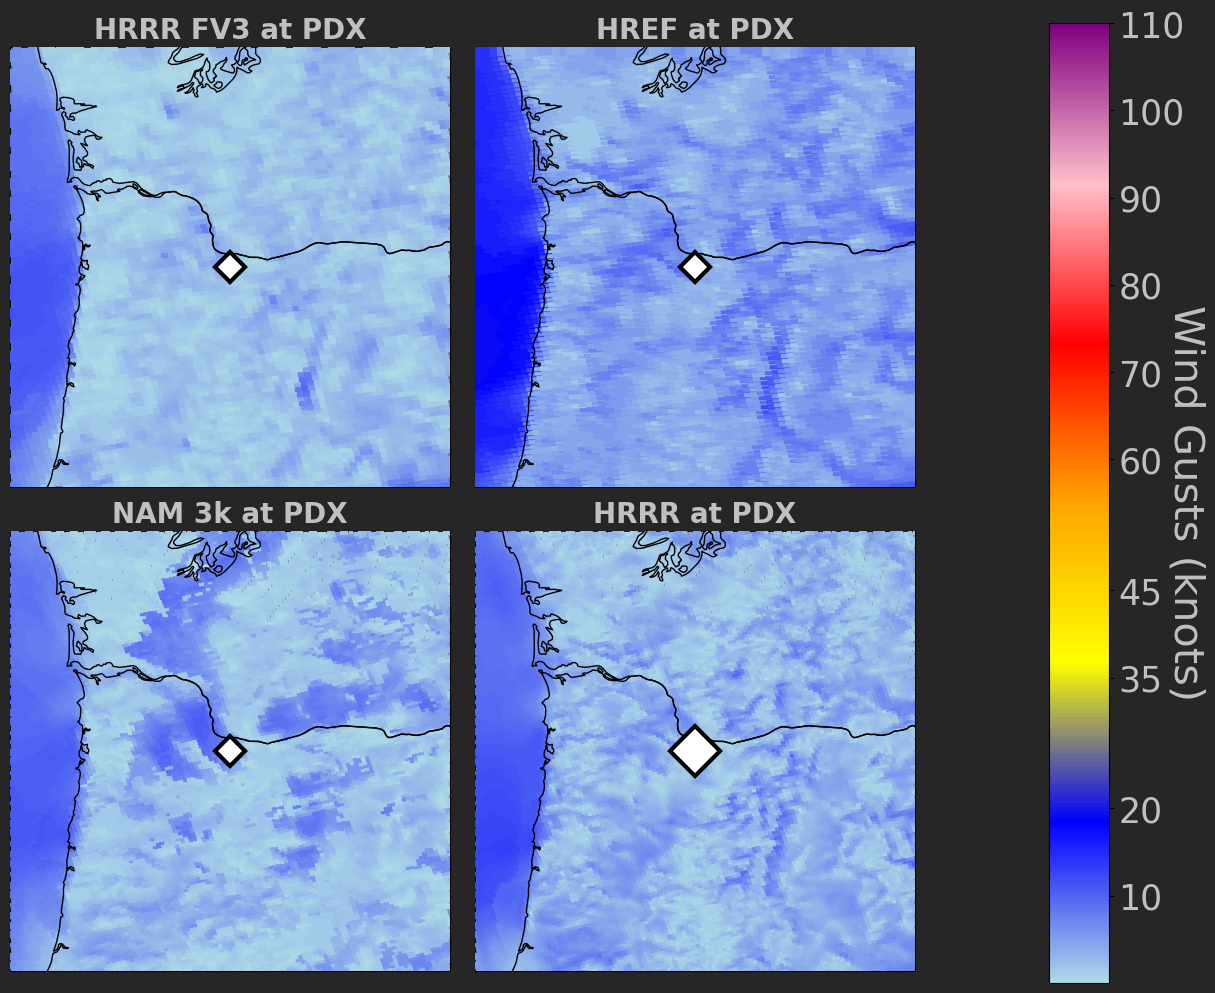 HRRR FV3 at PDX
HREF at PDX
NAM 3k at PDX
HRRR at PDX
110
100
90
80
70
60
45
35
20
10
Wind Gusts (knots)